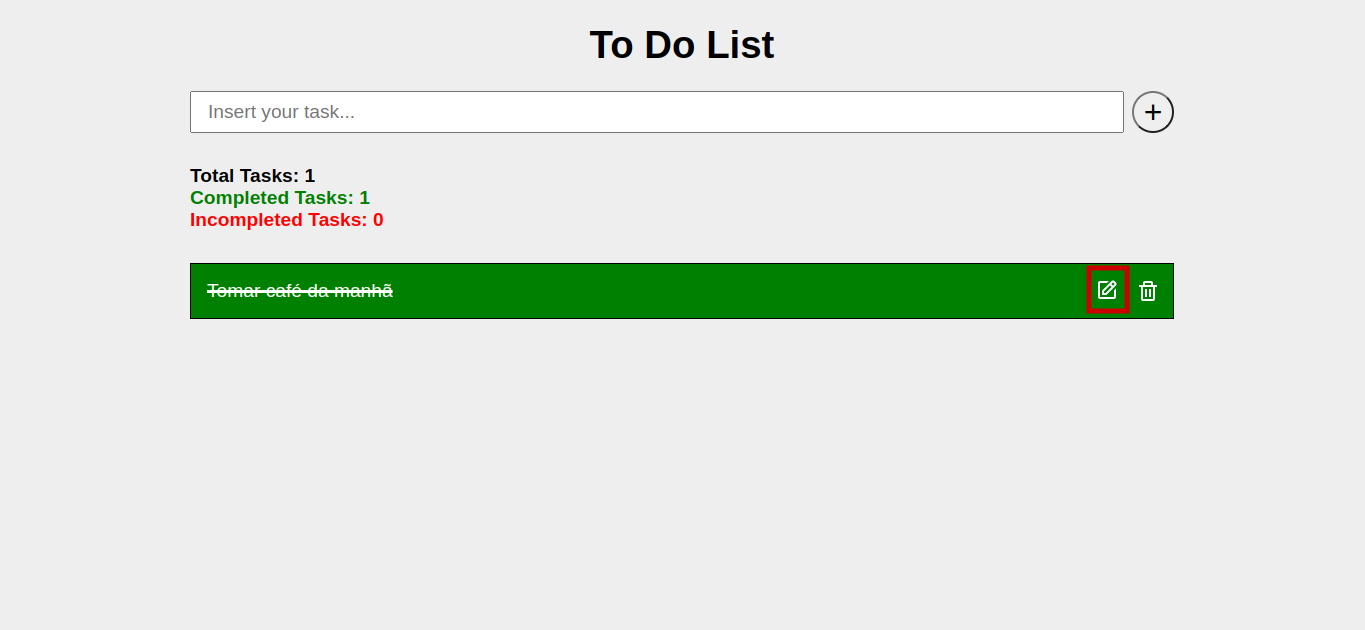 To Do List
Insert your task...
Total Tasks: 1
Completed Tasks: 1
Incompleted Tasks: 0
Tomar café da manhã